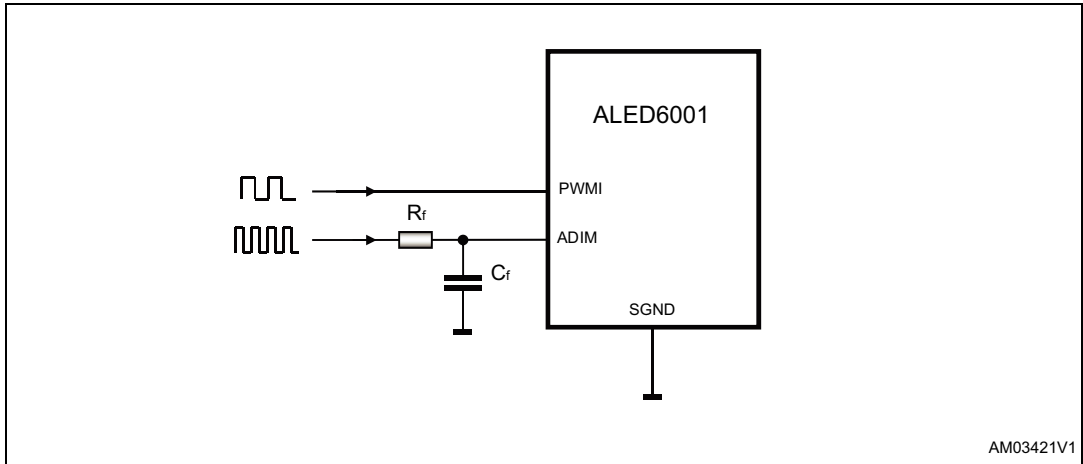 ALED6001
PWMI
Rf
ADIM
Cf
SGND
AM03421V1